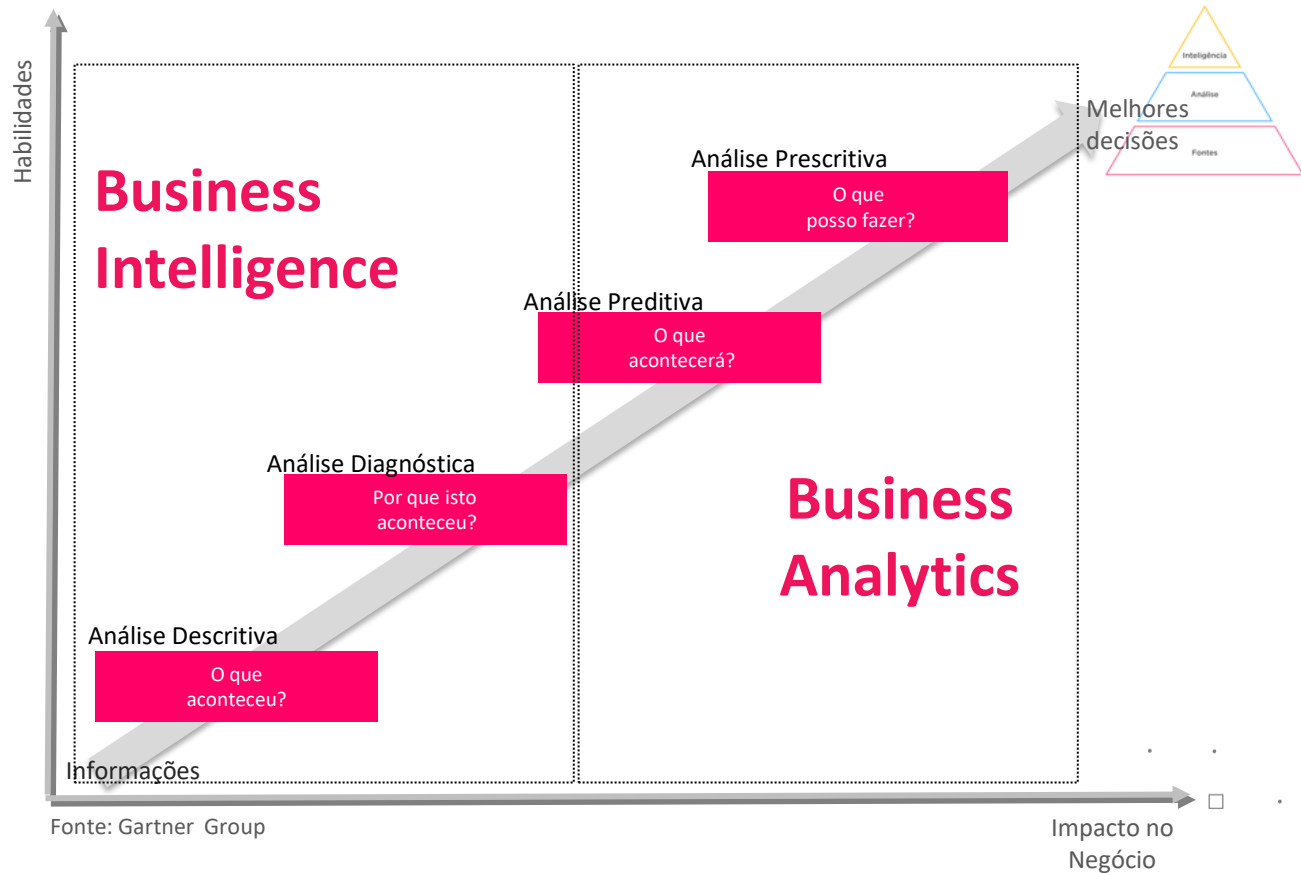 Habilidades
Inteligência
Análise
Fontes
Melhores
decisões
Análise Prescritiva
O que
posso fazer?
Business
Intelligence
Análise Preditiva
O que
acontecerá?
Análise Diagnóstica
Por que isto
aconteceu?
Business
Analytics
Análise Descritiva
O que
aconteceu?
Informações
Fonte: Gartner Group
Impacto no
Negócio